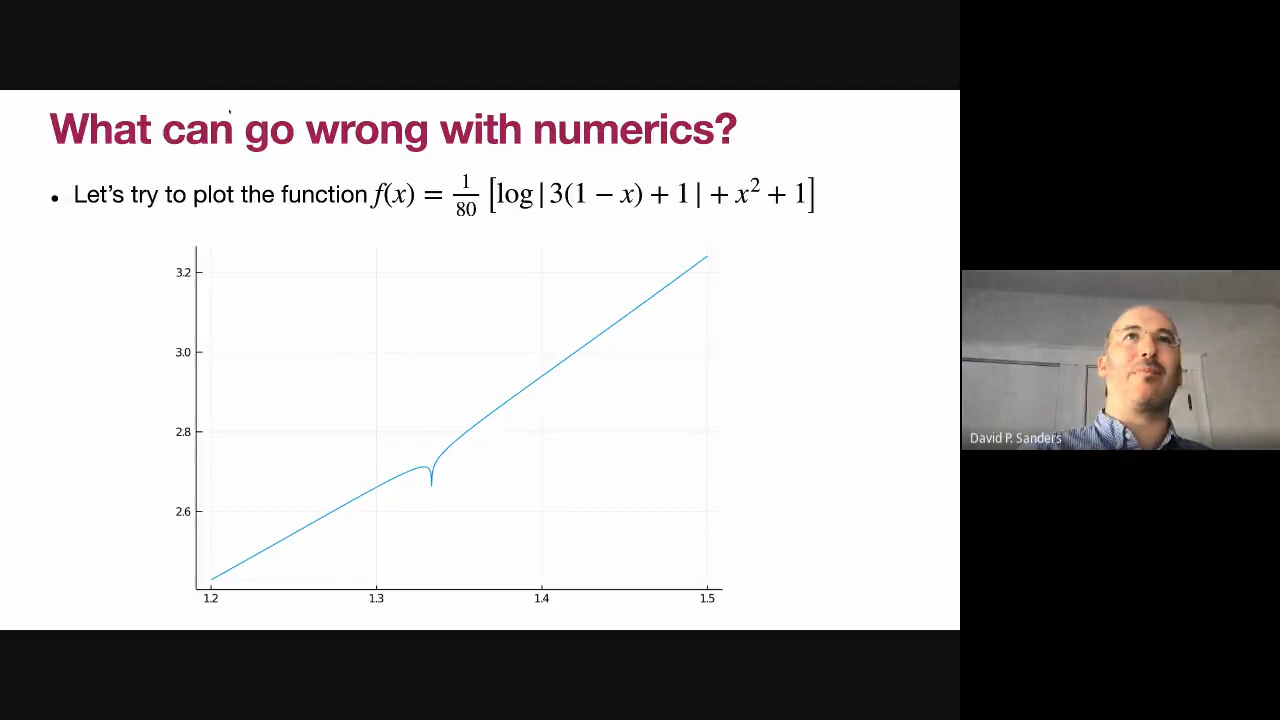 What can go wrong with numerics?
• Let's try to plot the function f(x) = 1/80 [log|3(1 − x) + 1| + x² + 1]
3.2
3.0
2.8
2.6
1.2 1.3 1.4 1.5
David P. Sanders